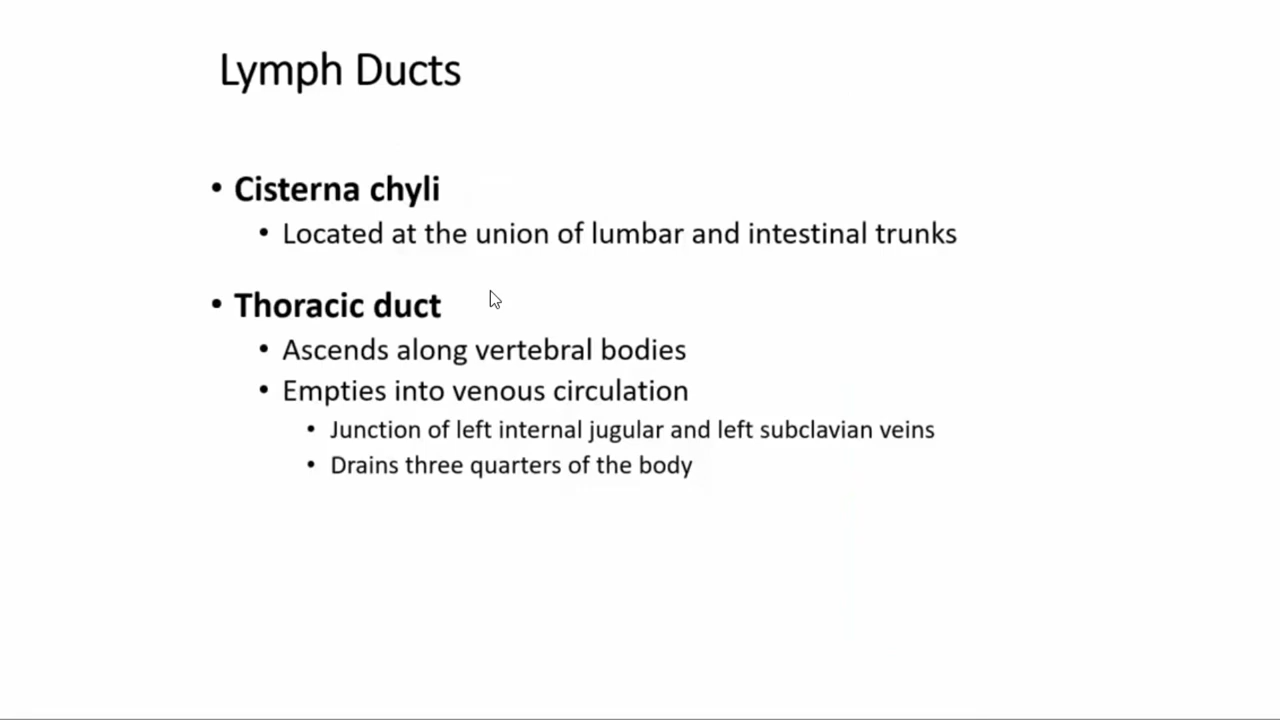 Lymph Ducts
• Cisterna chyli
• Located at the union of lumbar and intestinal trunks
• Thoracic duct
• Ascends along vertebral bodies
• Empties into venous circulation
• Junction of left internal jugular and left subclavian veins
• Drains three quarters of the body